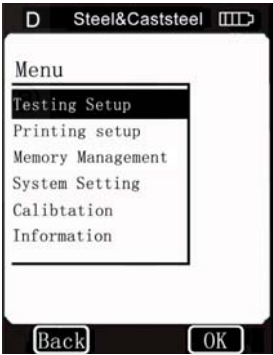 D Steel&Caststeel
Menu
Testing Setup
Printing setup
Memory Management
System Setting
Calibtation
Information
Back OK